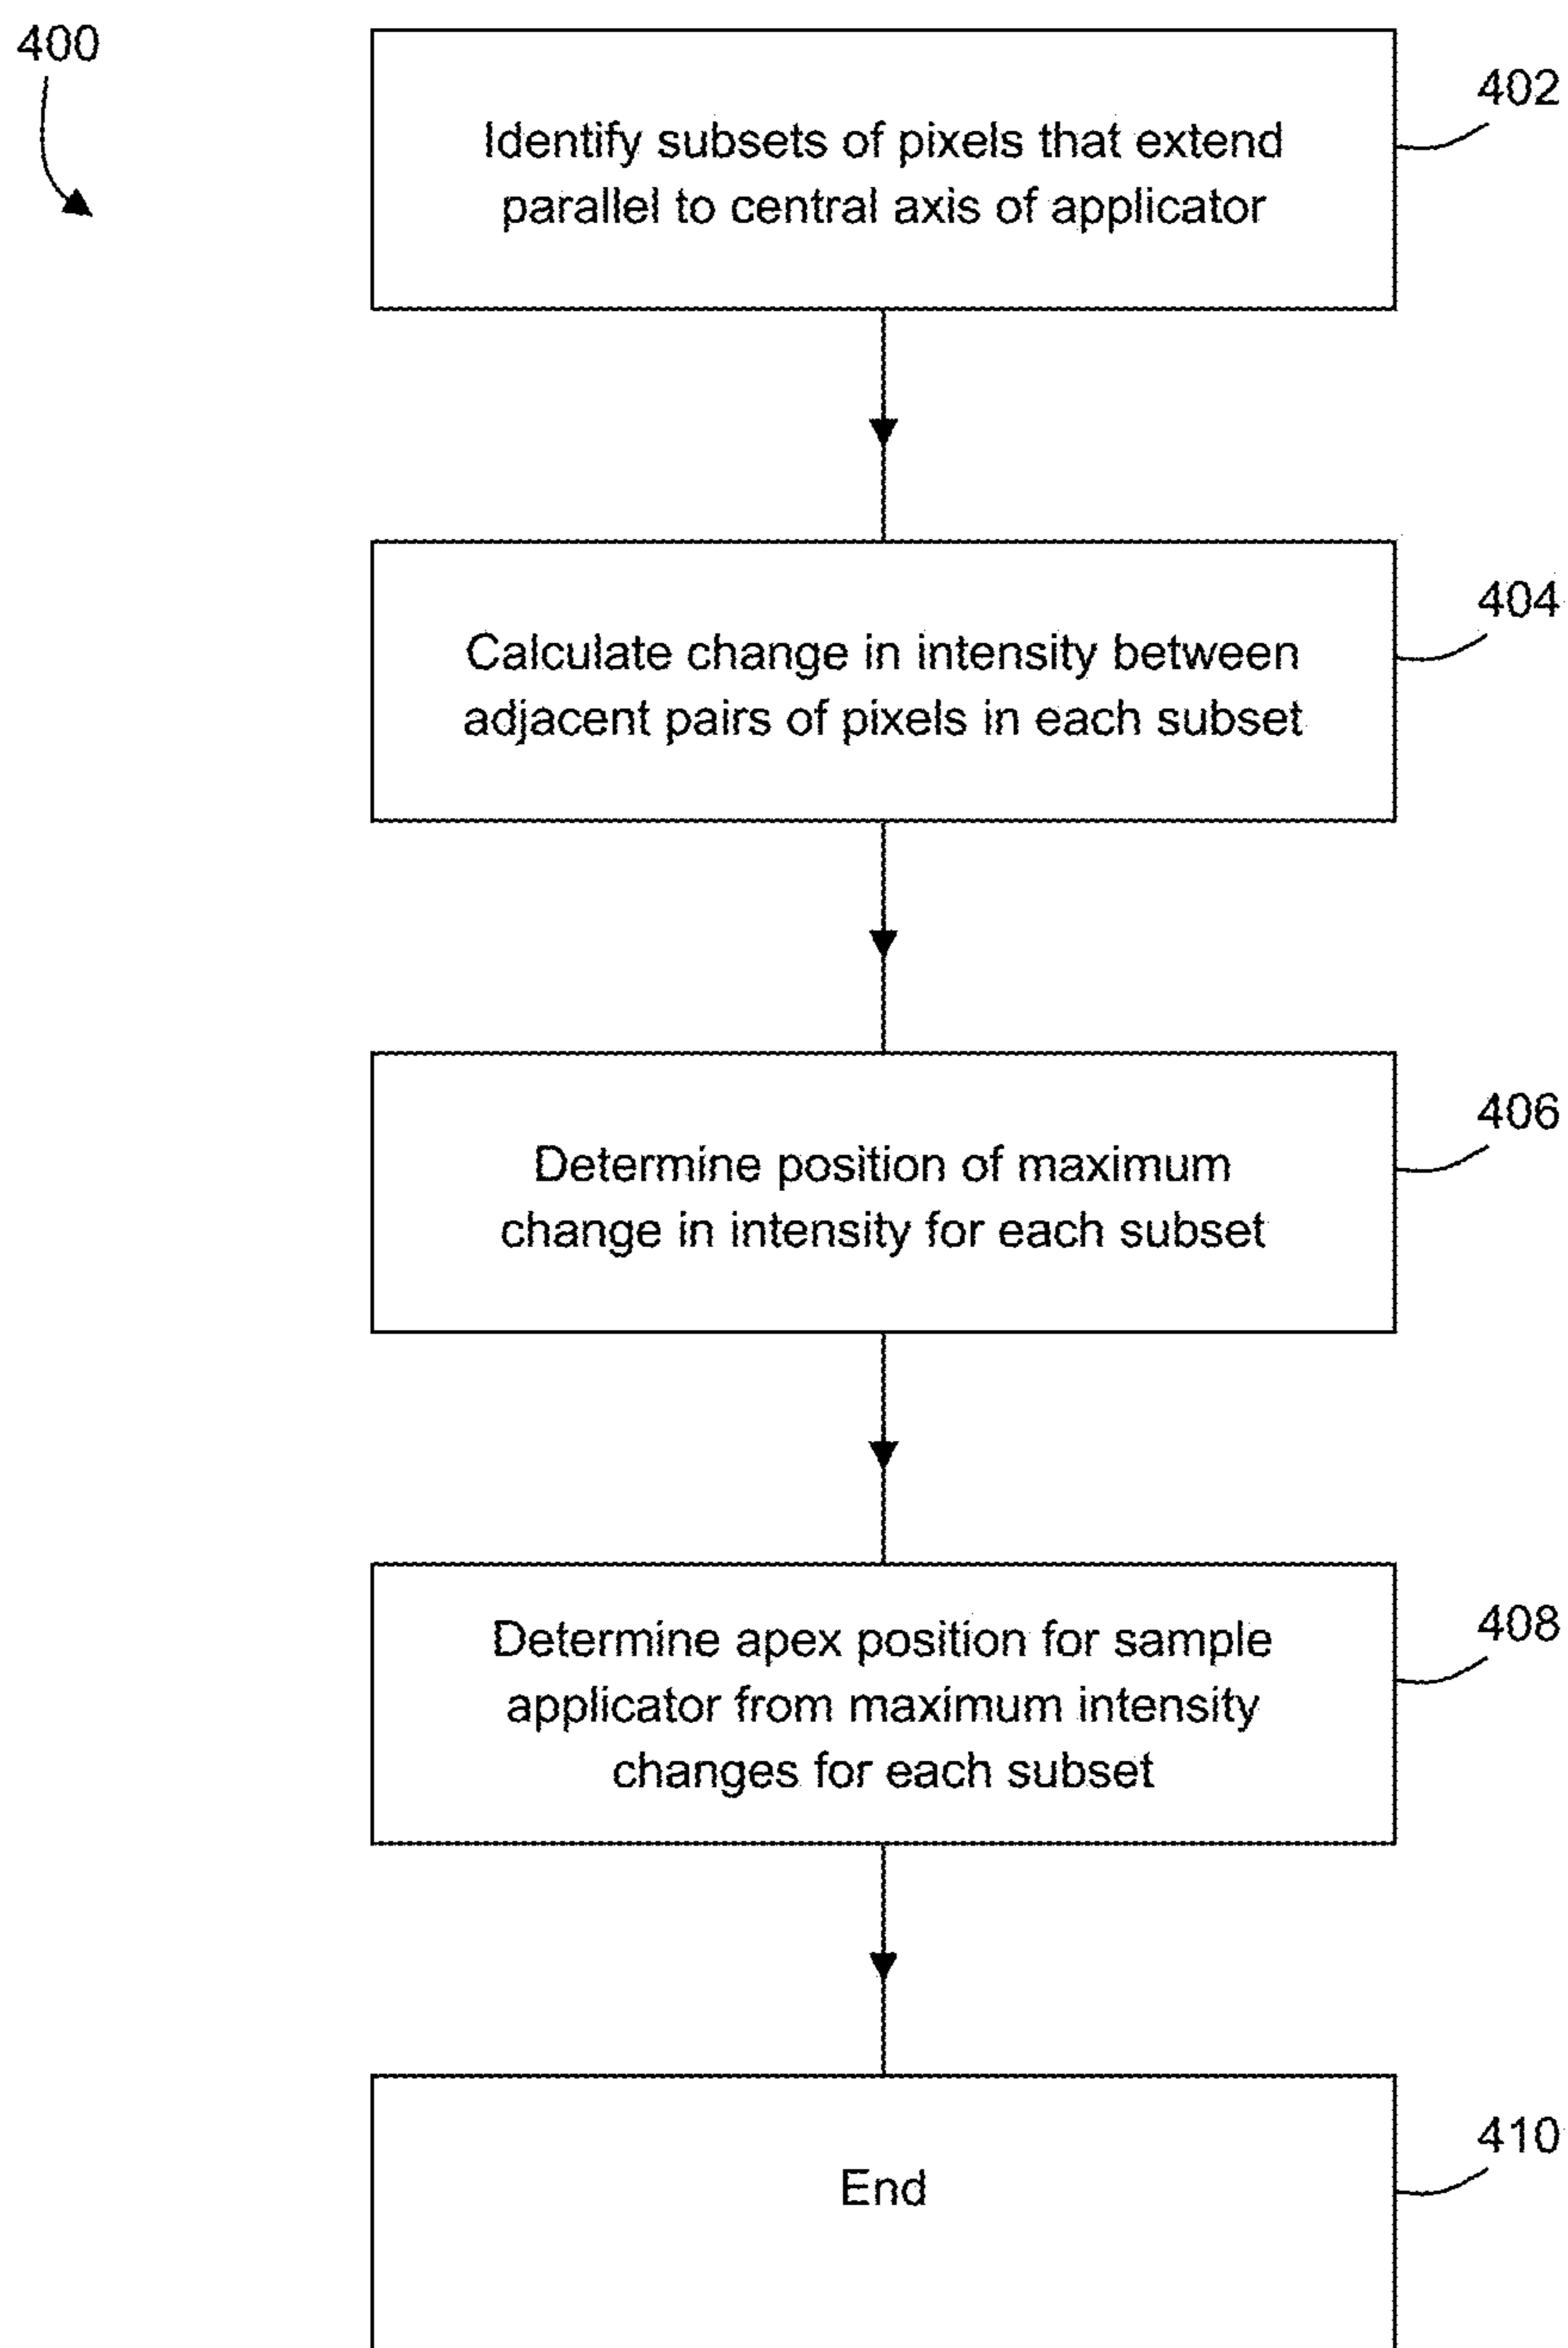 400
402
Identify subsets of pixels that extend
parallel to central axis of applicator
404
Calculate change in intensity between
adjacent pairs of pixels in each subset
406
Determine position of maximum
change in intensity for each subset
408
Determine apex position for sample
applicator from maximum intensity
changes for each subset
410
End